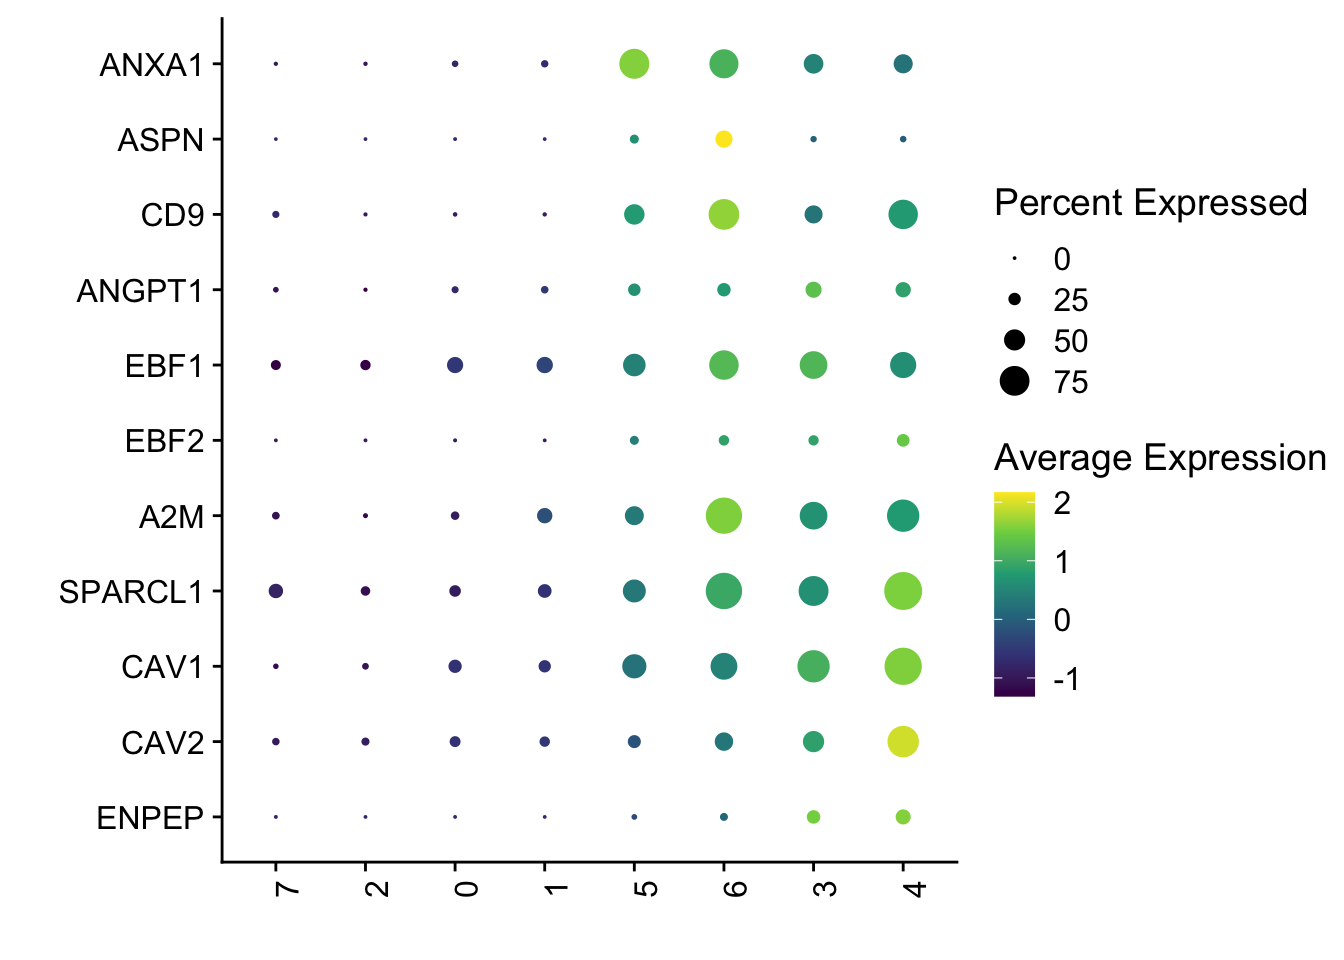 ANXA1
ASPN
CD9
ANGPT1
EBF1
EBF2
A2M
SPARCL1
CAV1
CAV2
ENPEP
7 2 0 1 5 6 3 4
Percent Expressed
0
25
50
75
Average Expression
2
1
0
-1